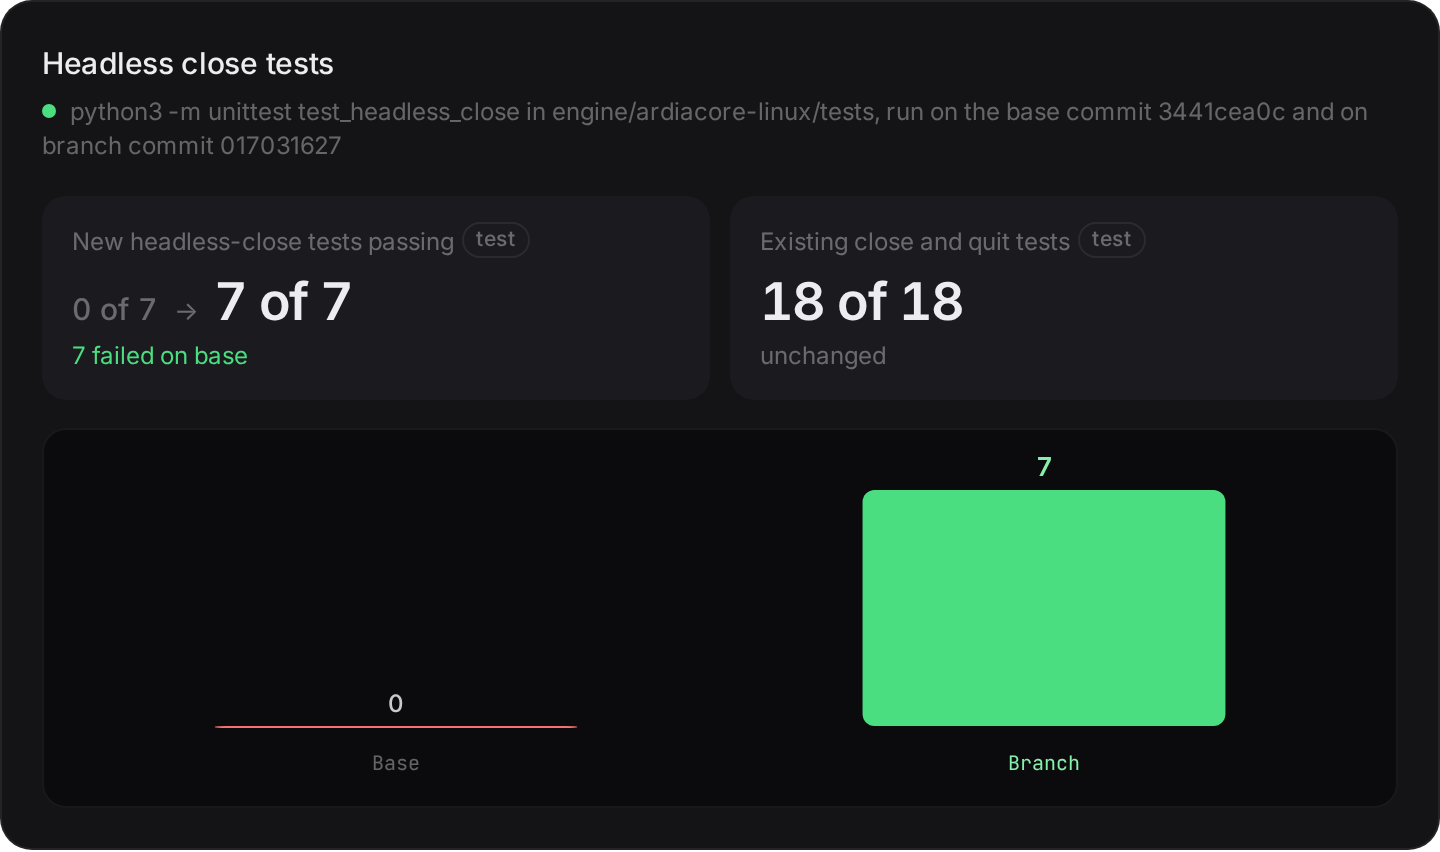 Headless close tests
python3 -m unittest test_headless_close in engine/ardiacore-linux/tests, run on the base commit 3441cea0c and on
branch commit 017031627
New headless-close tests passing test
0 of 7 → 7 of 7
7 failed on base
Existing close and quit tests test
18 of 18
unchanged
7
0
Base
Branch